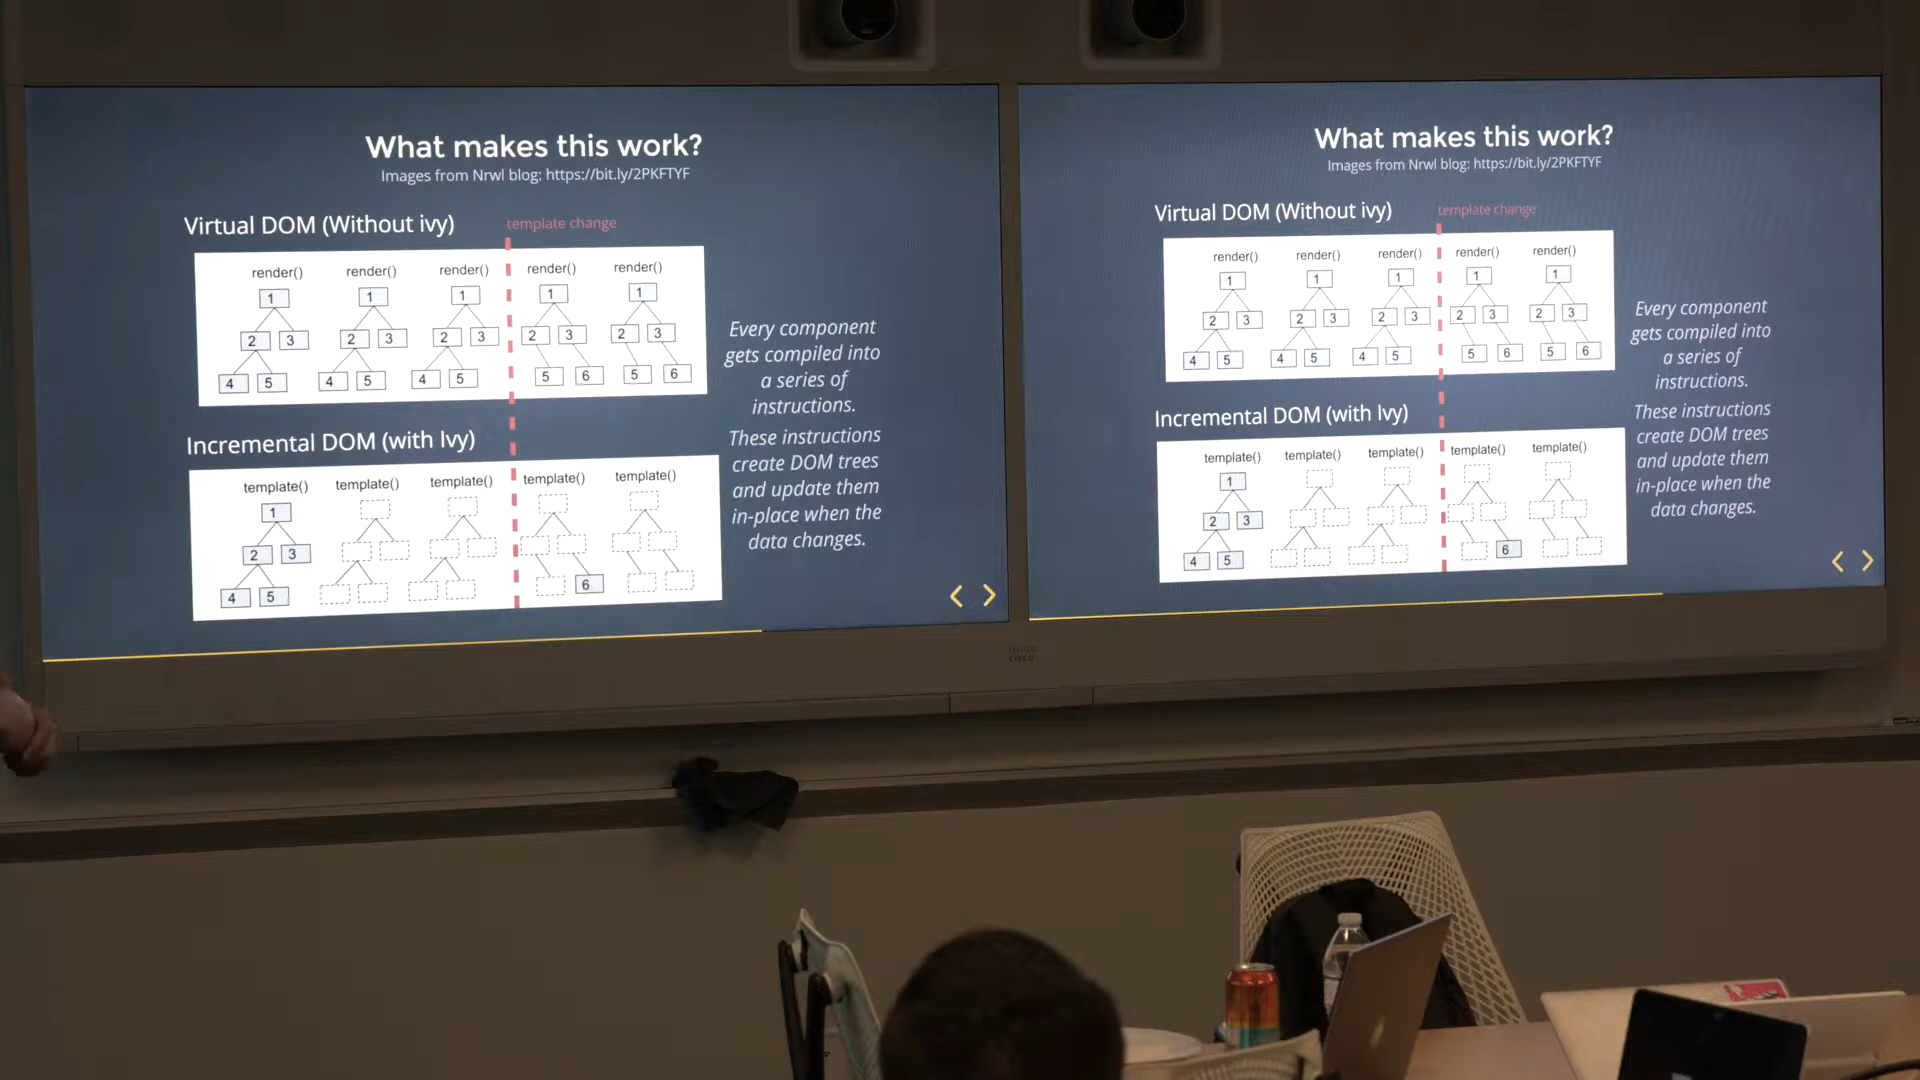 What makes this work?
Images from Nrwl blog: https://bit.ly/2PKFTYF
Virtual DOM (Without ivy)
template change
render() render() render() render() render()
1 1 1 1 1
2 3 2 3 2 3 2 3 2 3
4 5 4 5 4 5 5 6 5 6
Incremental DOM (with Ivy)
template() template() template() template() template()
1
2 3
4 5 6
Every component
gets compiled into
a series of
instructions.
These instructions
create DOM trees
and update them
in-place when the
data changes.
What makes this work?
Images from Nrwl blog: https://bit.ly/2PKFTYF
Virtual DOM (Without ivy)
template change
render() render() render() render() render()
1 1 1 1 1
2 3 2 3 2 3 2 3 2 3
4 5 4 5 4 5 5 6 5 6
Incremental DOM (with Ivy)
template() template() template() template() template()
1
2 3
4 5 6
Every component
gets compiled into
a series of
instructions.
These instructions
create DOM trees
and update them
in-place when the
data changes.
CISCO